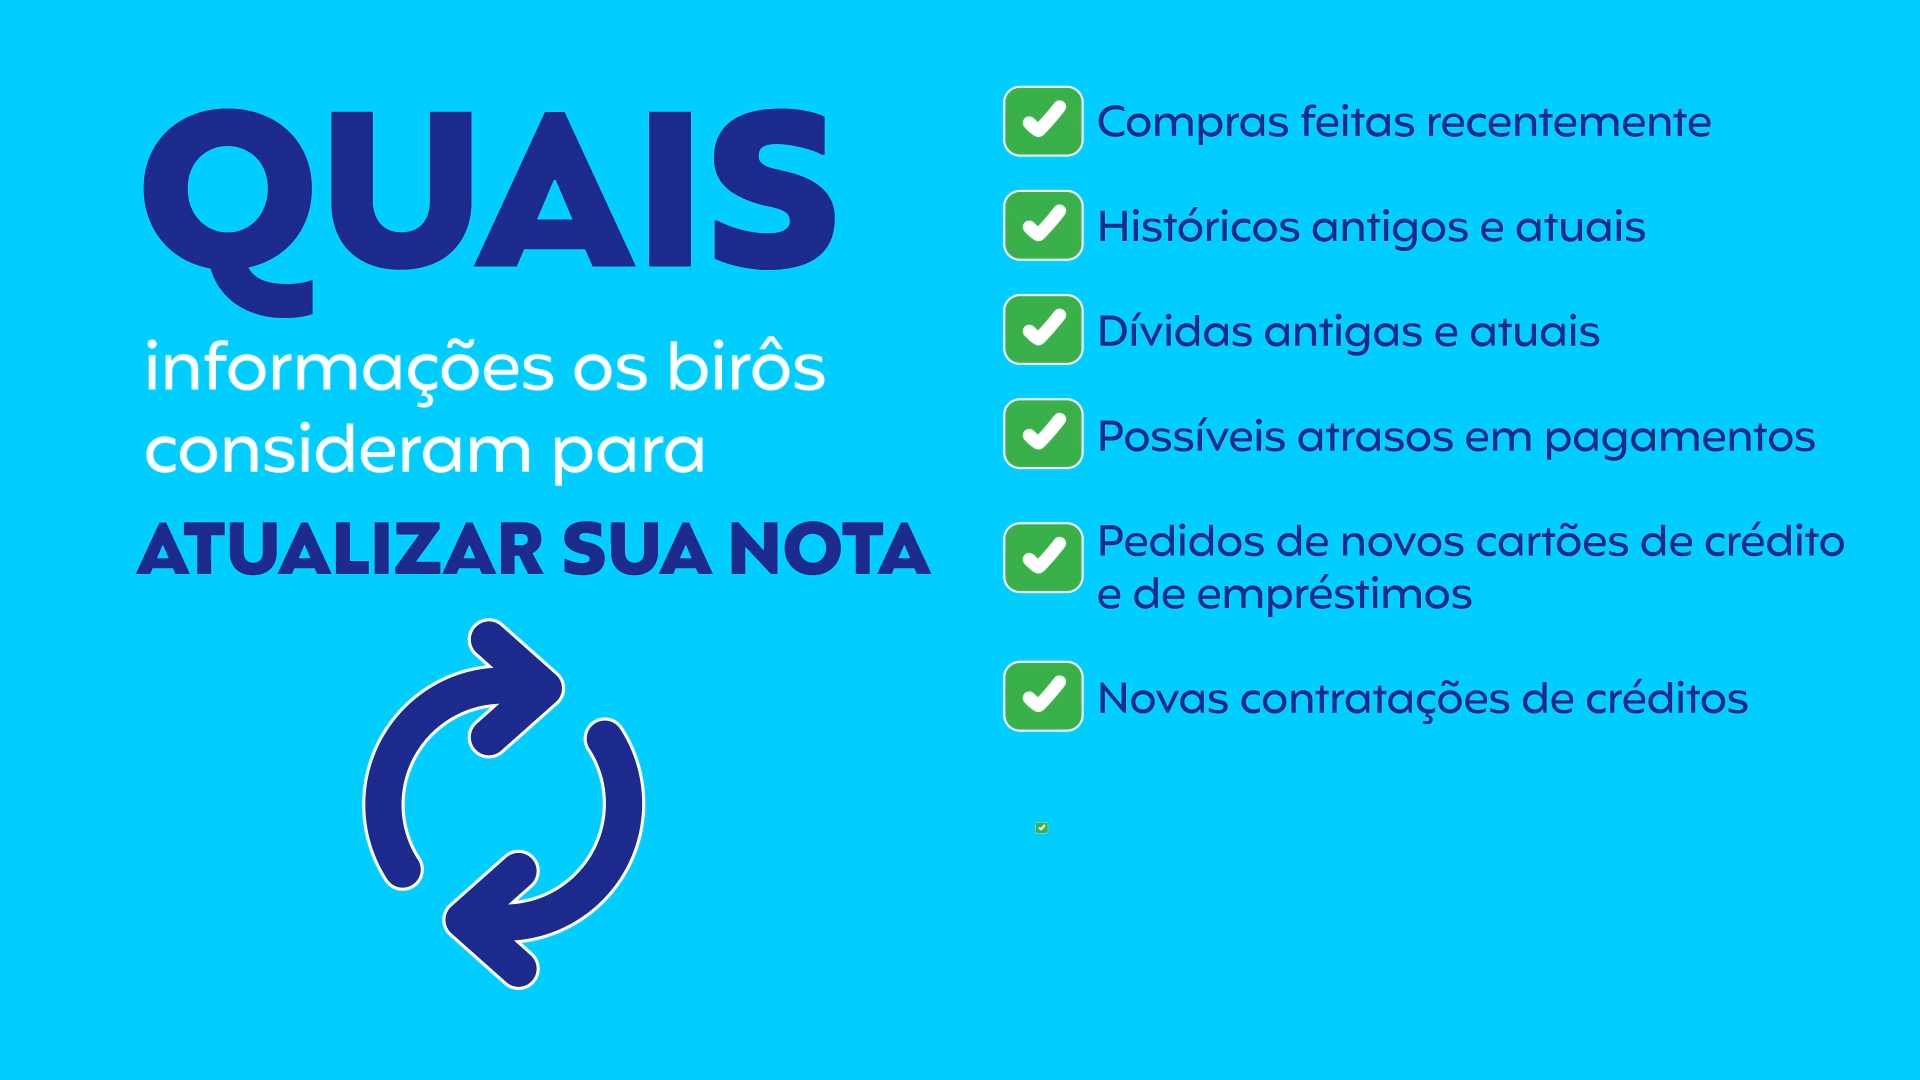 QUAIS
informações os birôs
consideram para
ATUALIZAR SUA NOTA
Compras feitas recentemente
Históricos antigos e atuais
Dívidas antigas e atuais
Possíveis atrasos em pagamentos
Pedidos de novos cartões de crédito
e de empréstimos
Novas contratações de créditos